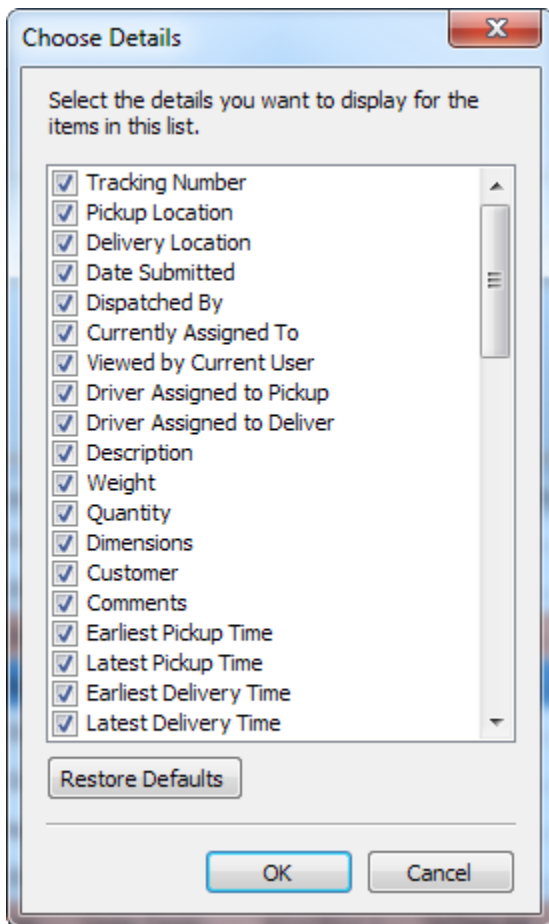 Choose Details
Select the details you want to display for the
items in this list.
Tracking Number
Pickup Location
Delivery Location
Date Submitted
Dispatched By
Currently Assigned To
Viewed by Current User
Driver Assigned to Pickup
Driver Assigned to Deliver
Description
Weight
Quantity
Dimensions
Customer
Comments
Earliest Pickup Time
Latest Pickup Time
Earliest Delivery Time
Latest Delivery Time
Restore Defaults
OK
Cancel